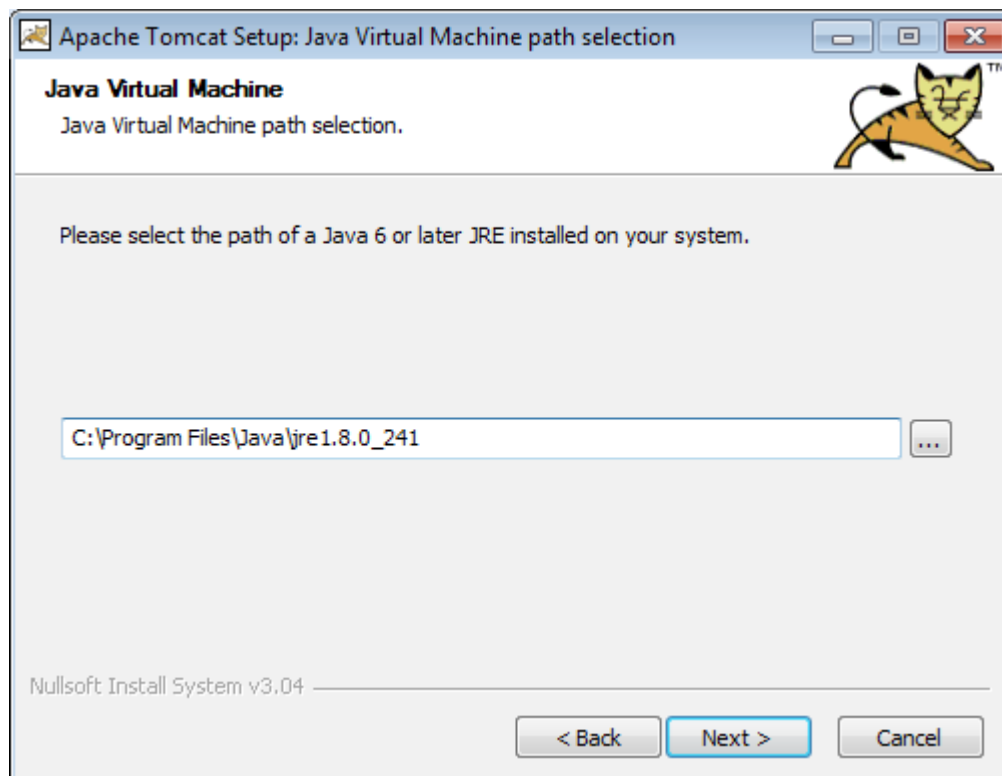 Apache Tomcat Setup: Java Virtual Machine path selection
Java Virtual Machine
TM
Java Virtual Machine path selection.
Please select the path of a Java 6 or later JRE installed on your system.
C:\Program Files\Java\jre1.8.0_241
...
Nullsoft Install System v3.04
< Back
Next >
Cancel